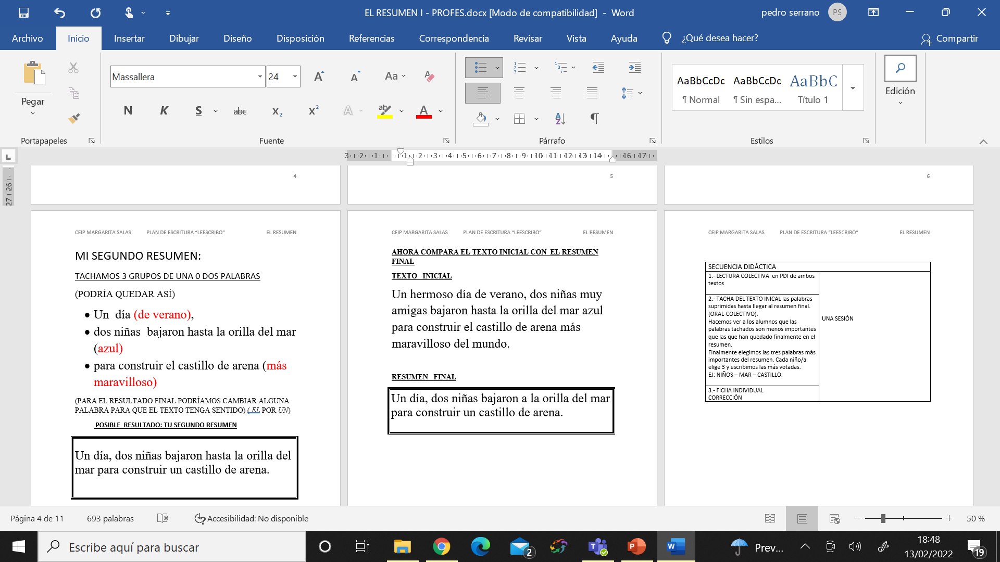 EL RESUMEN I - PROFES.docx [Modo de compatibilidad] - Word
pedro serrano
PS
Archivo
Inicio
Insertar
Dibujar
Diseño
Disposición
Referencias
Correspondencia
Revisar
Vista
Ayuda
¿Qué desea hacer?
Compartir
Pegar
Portapapeles
Massallera
24
Aa
N K S abc X₂ X²
Fuente
Párrafo
AaBbCcDc
¶ Normal
AaBbCcDc
¶ Sin espa...
AaBbC
Título 1
Estilos
Edición
3 2 1 1 2 3 4 5 6 7 8 9 10 11 12 13 14 16 17
27 26
4
5
6
CEIP MARGARITA SALAS PLAN DE ESCRITURA “LEESCRIBO” EL RESUMEN
MI SEGUNDO RESUMEN:
TACHAMOS 3 GRUPOS DE UNA 0 DOS PALABRAS
(PODRÍA QUEDAR ASÍ)
• Un día (de verano),
• dos niñas bajaron hasta la orilla del mar
(azul)
• para construir el castillo de arena (más
maravilloso)
(PARA EL RESULTADO FINAL PODRÍAMOS CAMBIAR ALGUNA
PALABRA PARA QUE EL TEXTO TENGA SENTIDO) ( EL POR UN)
POSIBLE RESULTADO: TU SEGUNDO RESUMEN
Un día, dos niñas bajaron hasta la orilla del
mar para construir un castillo de arena.
CEIP MARGARITA SALAS PLAN DE ESCRITURA “LEESCRIBO” EL RESUMEN
AHORA COMPARA EL TEXTO INICIAL CON EL RESUMEN
FINAL
TEXTO INICIAL
Un hermoso día de verano, dos niñas muy
amigas bajaron hasta la orilla del mar azul
para construir el castillo de arena más
maravilloso del mundo.
RESUMEN FINAL
Un día, dos niñas bajaron a la orilla del mar
para construir un castillo de arena.
CEIP MARGARITA SALAS PLAN DE ESCRITURA “LEESCRIBO” EL RESUMEN
SECUENCIA DIDÁCTICA
1.- LECTURA COLECTIVA en PDI de ambos
textos
2.- TACHA DEL TEXTO INICAL las palabras
suprimidas hasta llegar al resumen final.
(ORAL-COLECTIVO).
Hacemos ver a los alumnos que las
palabras tachados son menos importantes
que las que han quedado finalmente en el
resumen.
Finalmente elegimos las tres palabras más
importantes del resumen. Cada niño/a
elige 3 y escribimos las más votadas.
EJ: NIÑOS – MAR – CASTILLO.
3.- FICHA INDIVIDUAL
CORRECCIÓN
UNA SESIÓN
Página 4 de 11
693 palabras
Accesibilidad: No disponible
50 %
Escribe aquí para buscar
2
Prev...
18:48
13/02/2022
19